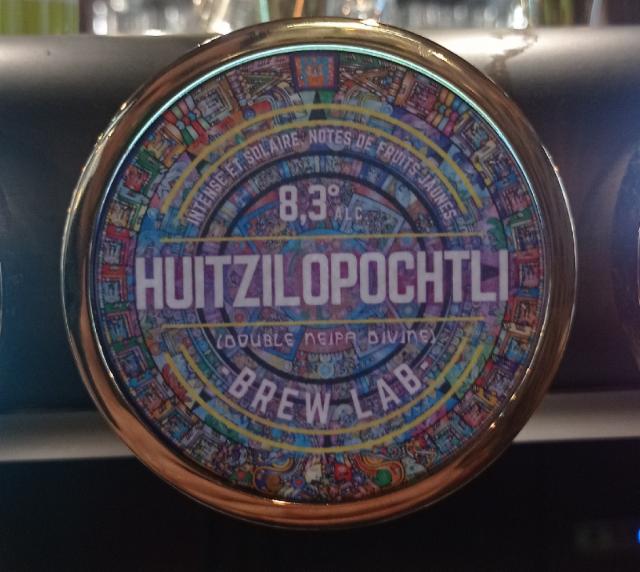 INTENSE ET SOLAIRE, NOTES DE FRUITS JAUNES
8,3° ALC.
HUITZILOPOCHTLI
(DOUBLE NEIPA DIVINE)
-BREW LAB-